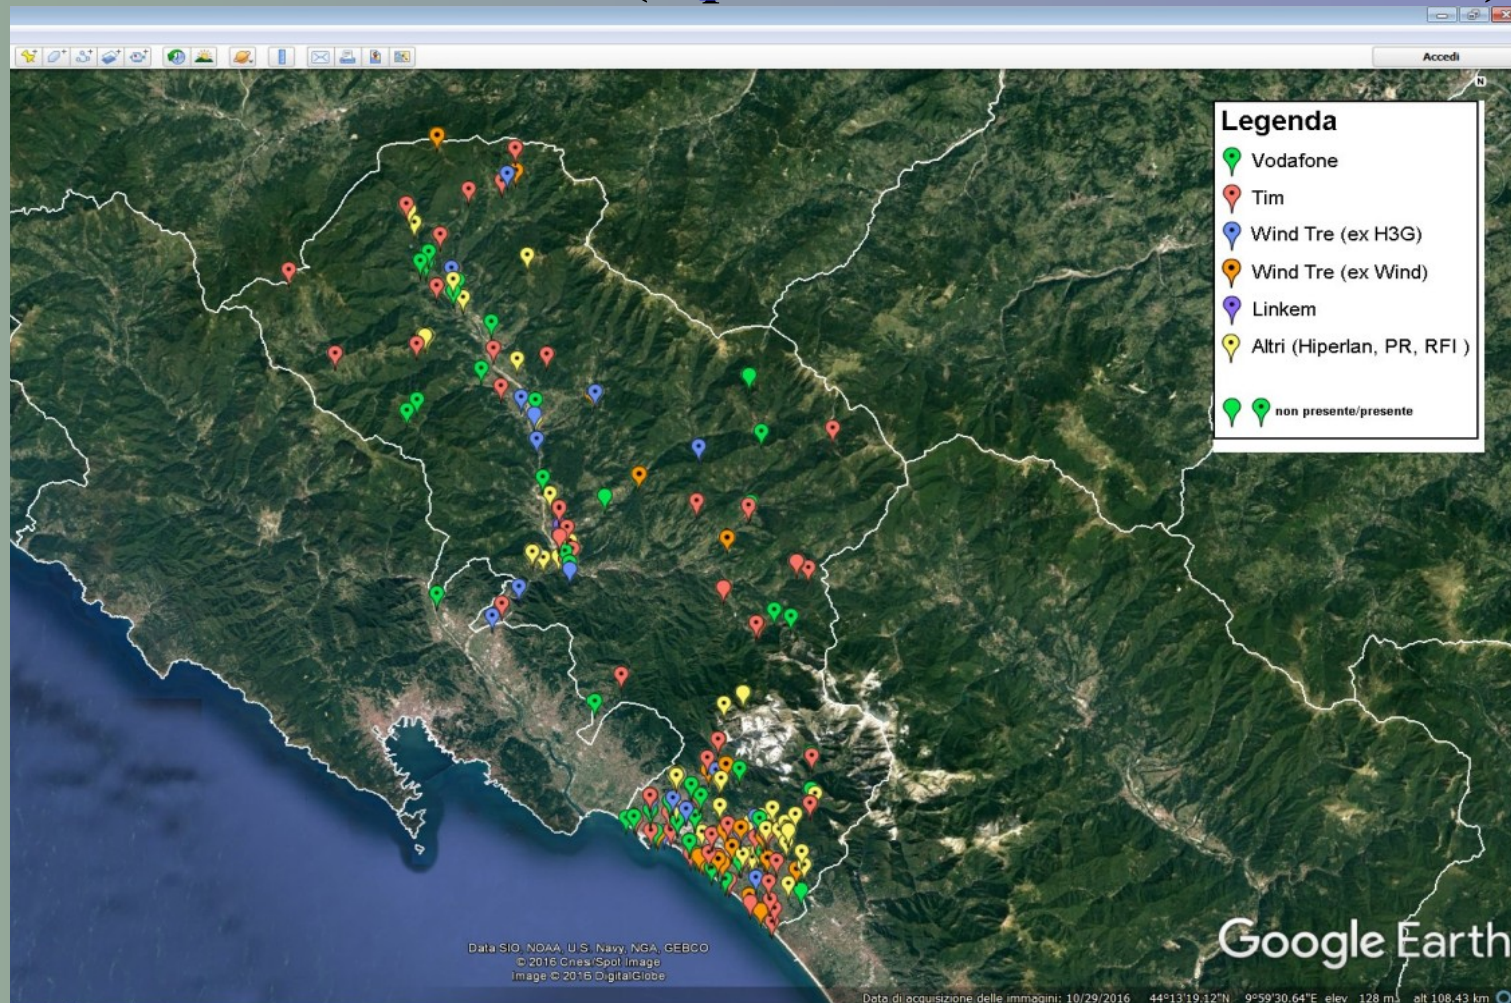 Accedi
N
Legenda
Vodafone
Tim
Wind Tre (ex H3G)
Wind Tre (ex Wind)
Linkem
Altri (Hiperlan, PR, RFI )
non presente/presente
Data SIO, NOAA, U.S. Navy, NGA, GEBCO
© 2016 Cnes/Spot Image
Image © 2016 DigitalGlobe
Google Earth
Data di acquisizione delle immagini: 10/29/2016 44°13'19.12"N 9°59'30.64"E elev 128 m alt 108.43 km